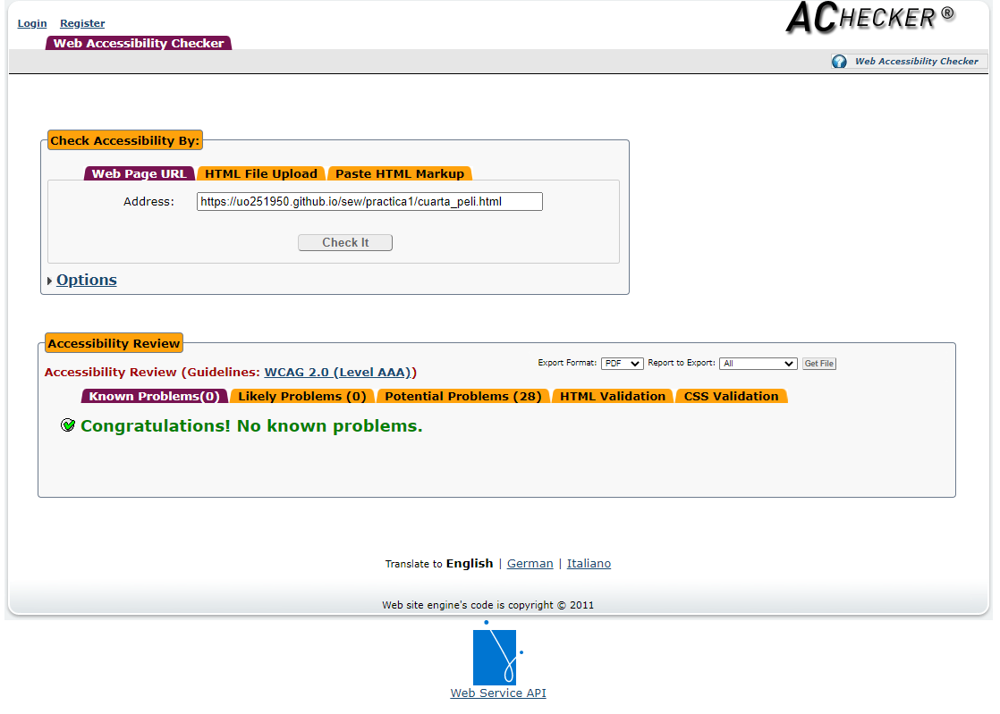 Login Register
ACHECKER ®
Web Accessibility Checker
Web Accessibility Checker
Check Accessibility By:
Web Page URL HTML File Upload Paste HTML Markup
Address: https://uo251950.github.io/sew/practica1/cuarta_peli.html
Check It
Options
Accessibility Review
Export Format: PDF Report to Export: All Get File
Accessibility Review (Guidelines: WCAG 2.0 (Level AAA))
Known Problems(0) Likely Problems (0) Potential Problems (28) HTML Validation CSS Validation
Congratulations! No known problems.
Translate to English | German | Italiano
Web site engine's code is copyright © 2011
Web Service API